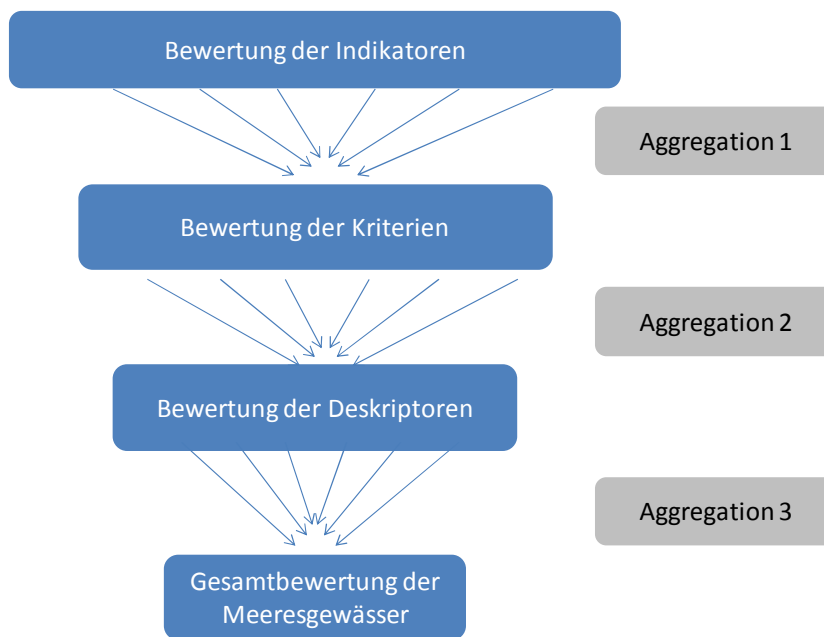 Bewertung der Indikatoren
Aggregation 1
Bewertung der Kriterien
Aggregation 2
Bewertung der Deskriptoren
Aggregation 3
Gesamtbewertung der
Meeresgewässer